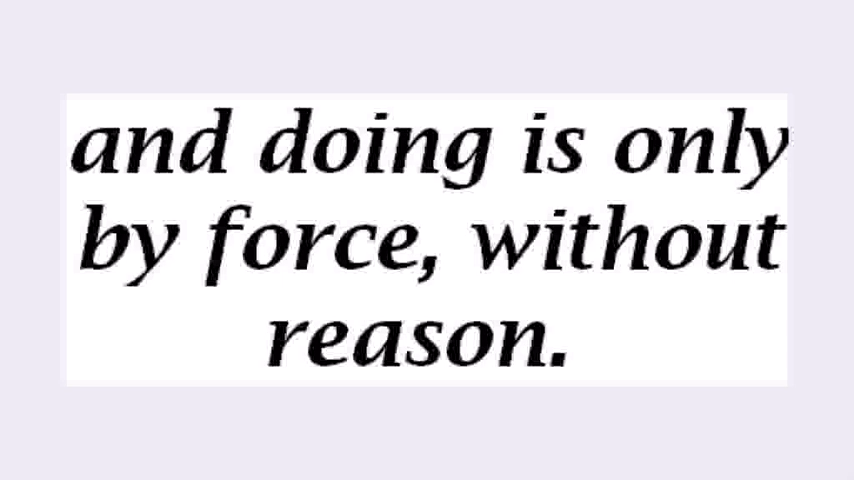 and doing is only
by force, without
reason.